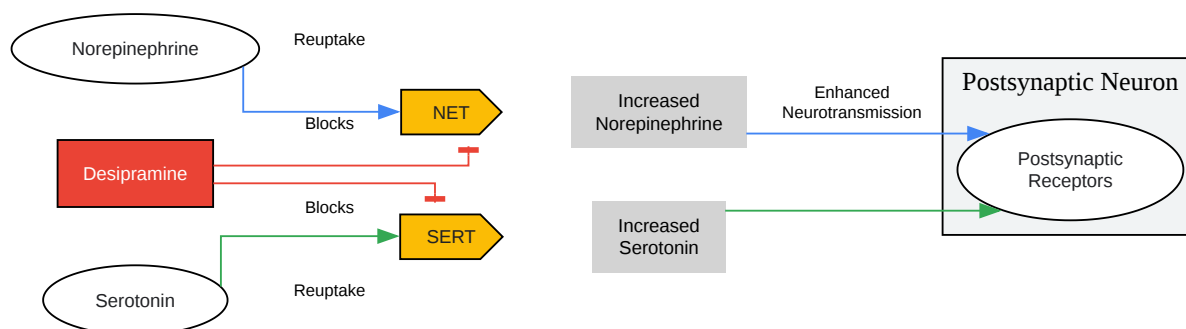 Norepinephrine
Reuptake
NET
Blocks
Desipramine
Blocks
SERT
Serotonin
Reuptake
Increased
Norepinephrine
Enhanced
Neurotransmission
Postsynaptic Neuron
Postsynaptic
Receptors
Increased
Serotonin